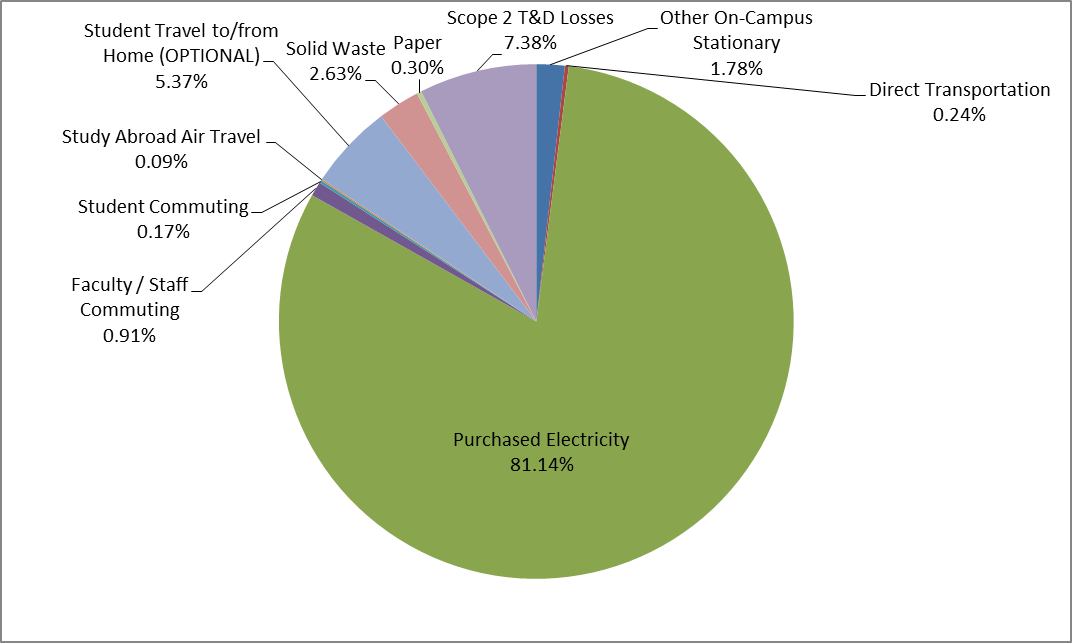 Scope 2 T&D Losses
7.38%
Other On-Campus
Stationary
1.78%
Direct Transportation
0.24%
Purchased Electricity
81.14%
Faculty / Staff
Commuting
0.91%
Student Commuting
0.17%
Study Abroad Air Travel
0.09%
Student Travel to/from
Home (OPTIONAL)
5.37%
Solid Waste
2.63%
Paper
0.30%